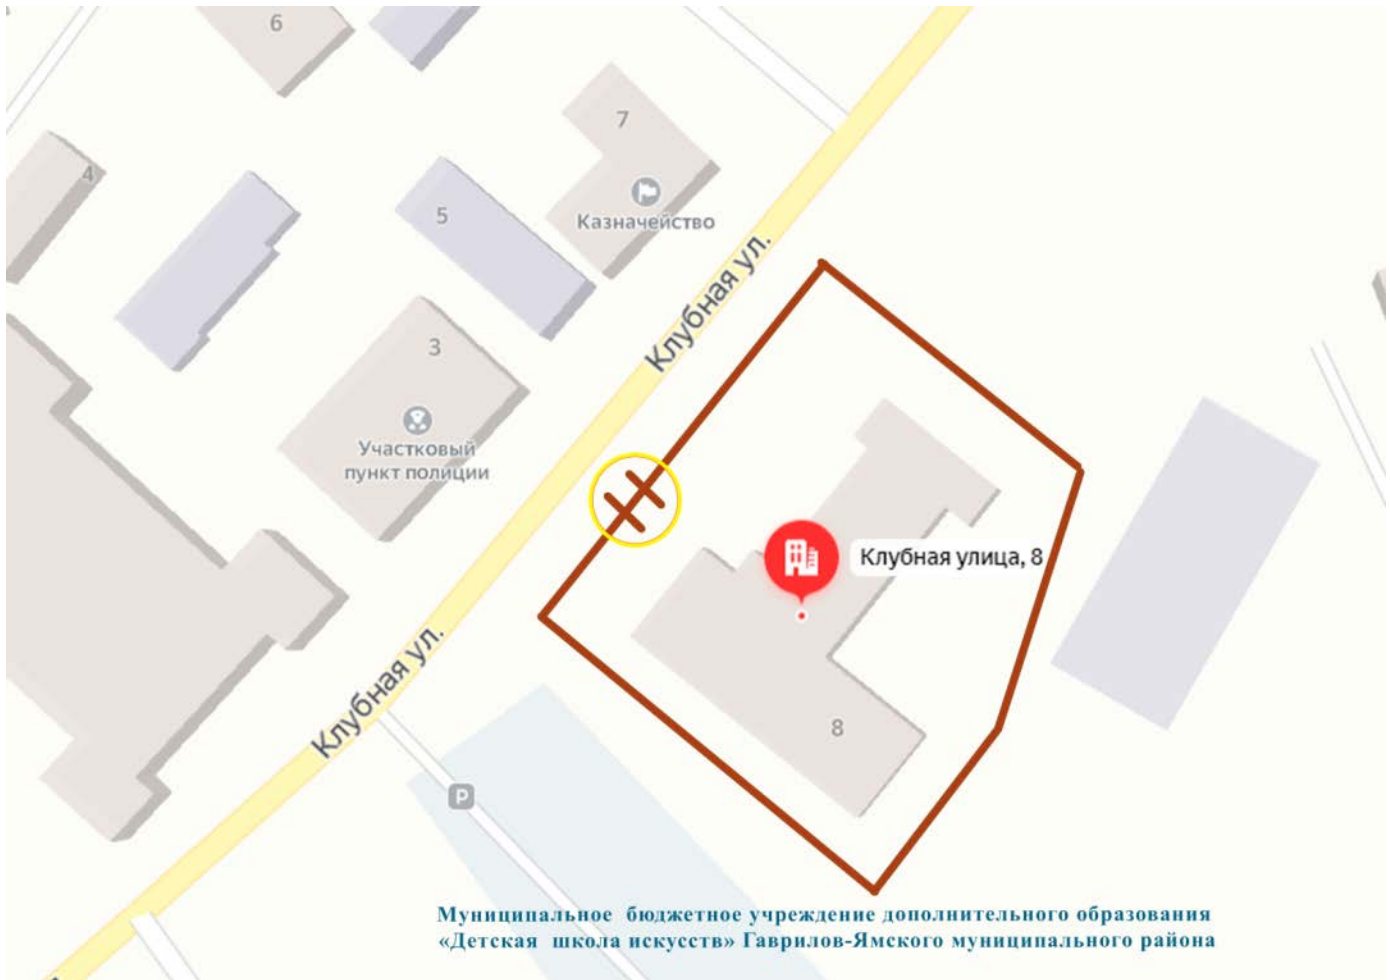 6
7
4
5
Казначейство
Клубная ул.
3
Участковый
пункт полиции
Клубная улица, 8
Клубная ул.
8
P
Муниципальное бюджетное учреждение дополнительного образования
«Детская школа искусств» Гаврилов-Ямского муниципального района